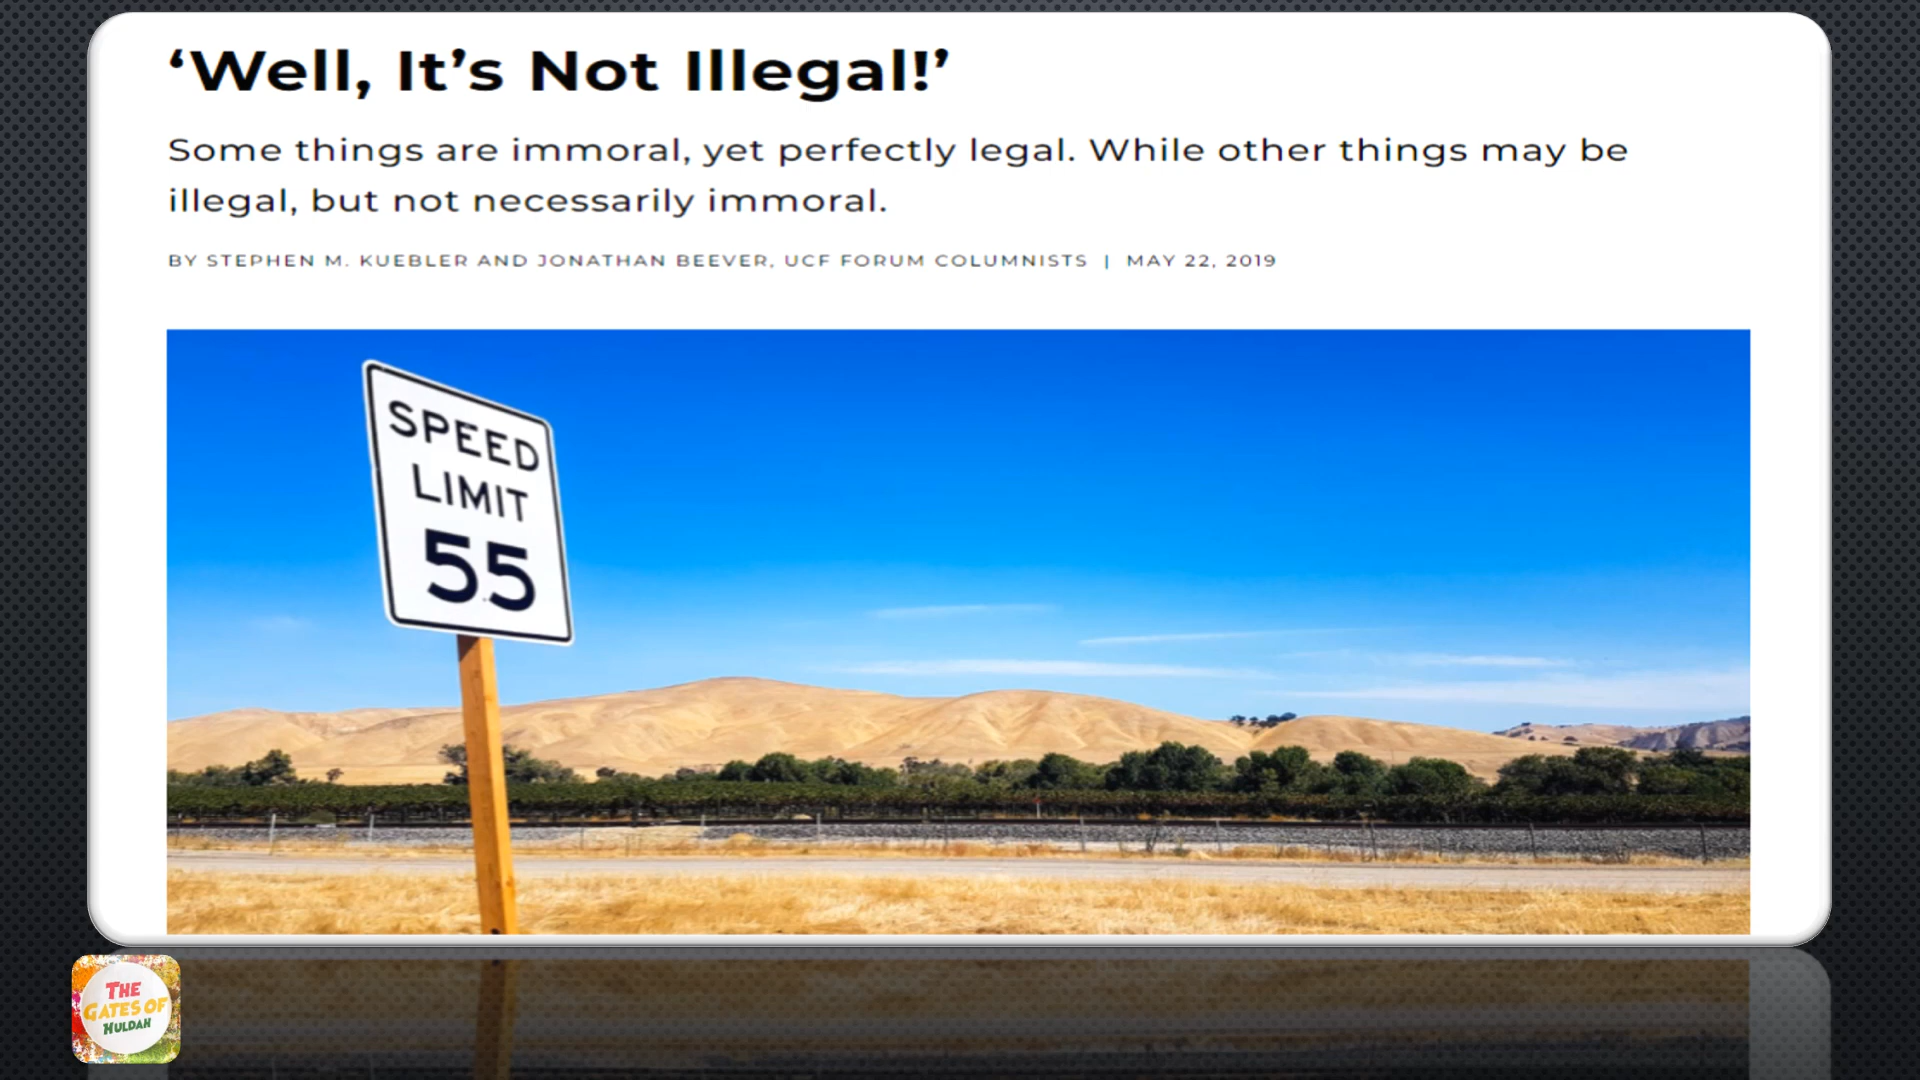 ‘Well, It’s Not Illegal!’
Some things are immoral, yet perfectly legal. While other things may be
illegal, but not necessarily immoral.
BY STEPHEN M. KUEBLER AND JONATHAN BEEVER, UCF FORUM COLUMNISTS | MAY 22, 2019
SPEED
LIMIT
55
THE
GATES OF
HULDAH